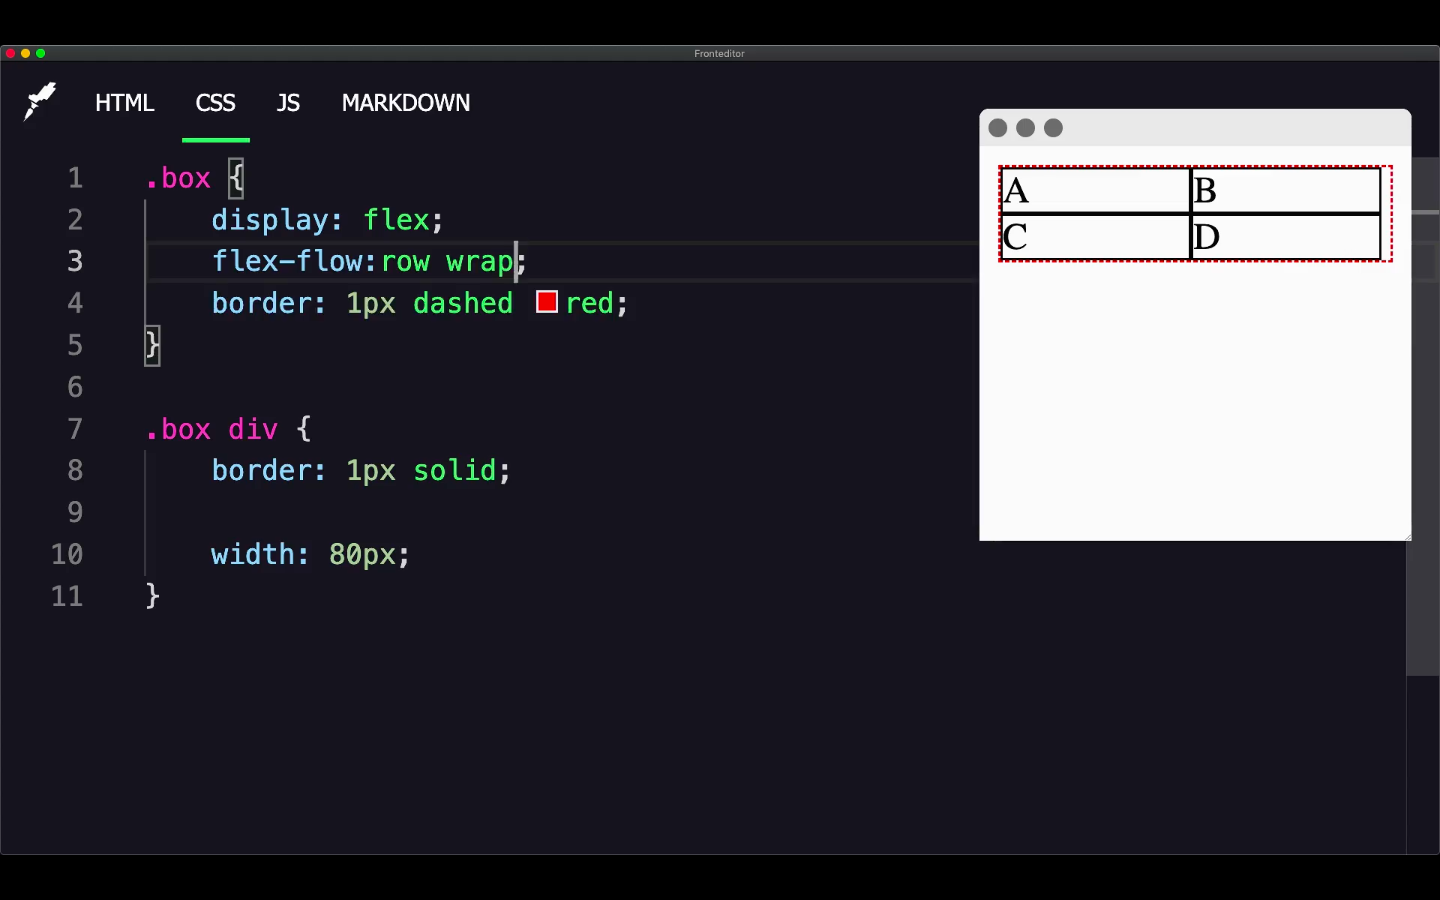 Fronteditor
HTML CSS JS MARKDOWN
1 .box {
2 display: flex;
3 flex-flow:row wrap;
4 border: 1px dashed red;
5 }
6
7 .box div {
8 border: 1px solid;
9
10 width: 80px;
11 }
A B
C D